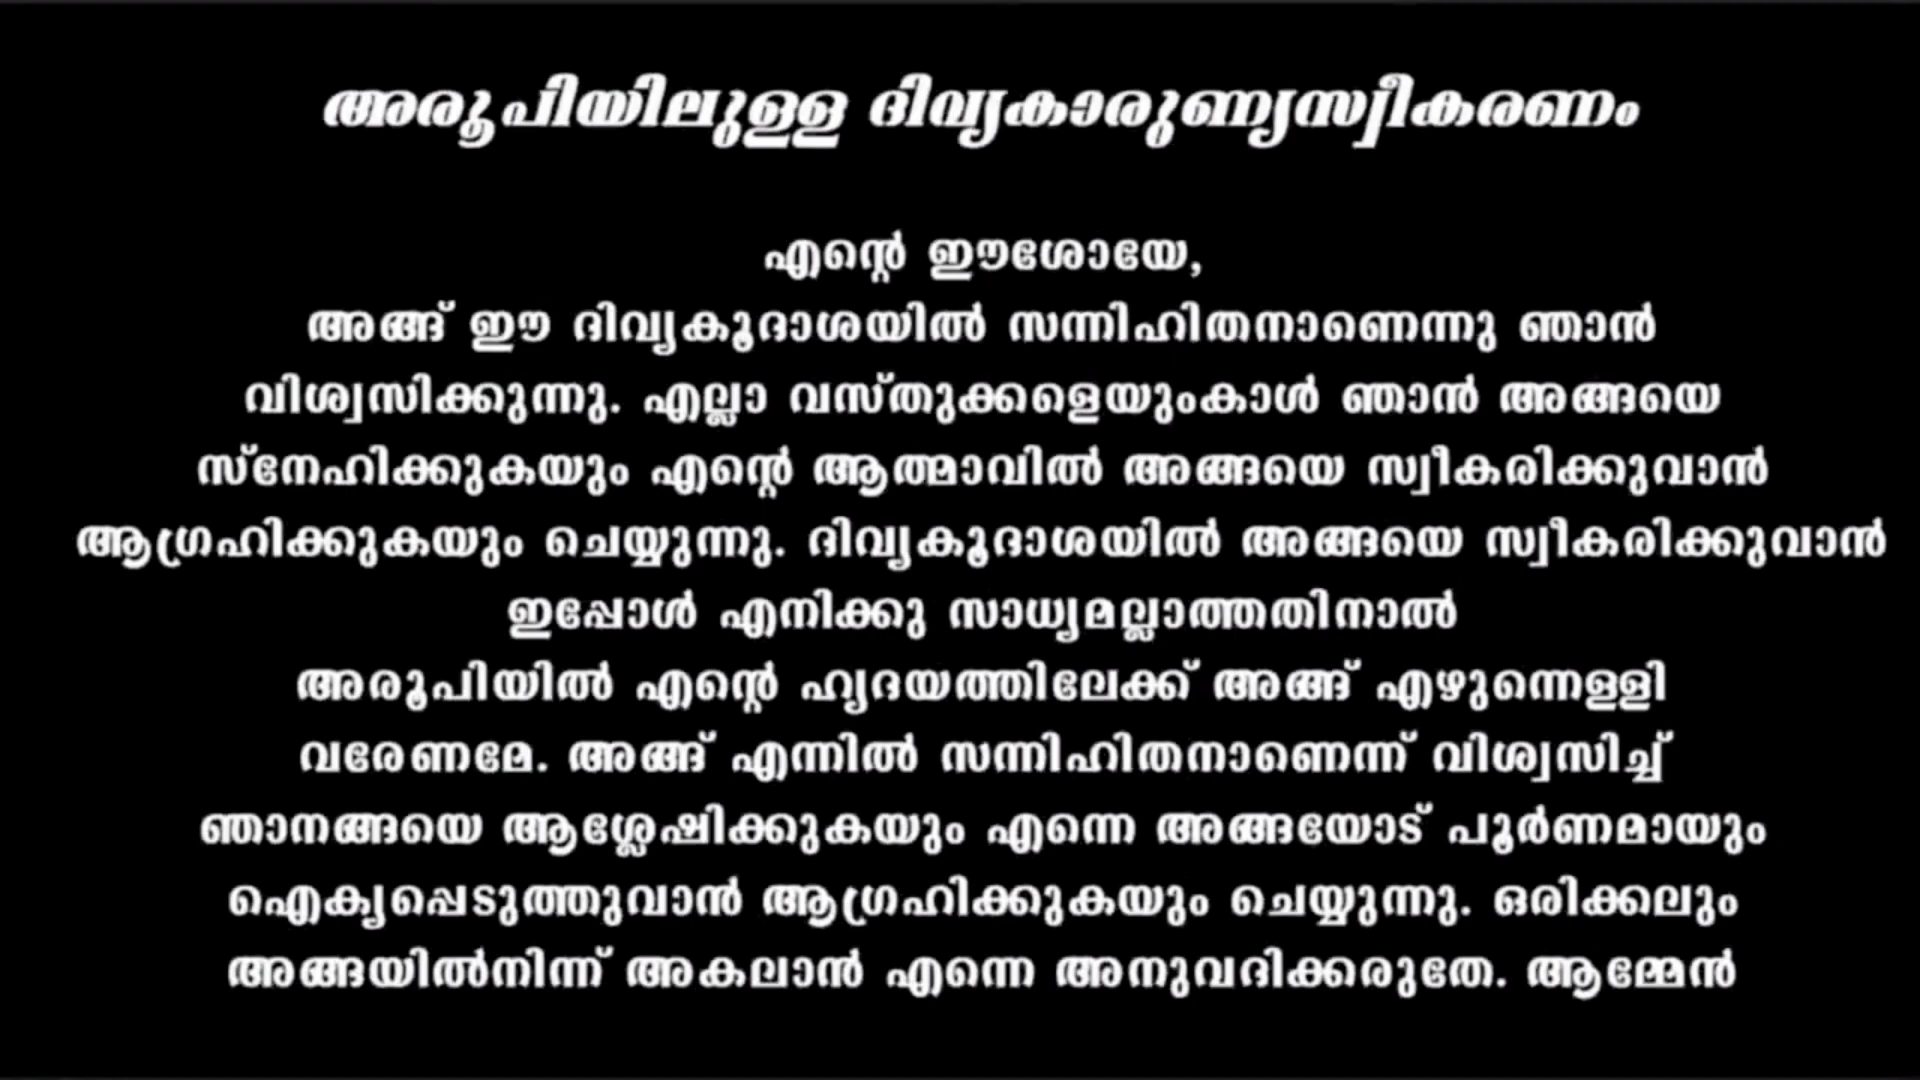 അരൂപിയിലുള്ള ദിവ്യകാരുണ്യസ്വീകരണം
എന്റെ ഈശോയേ,
അങ്ങ് ഈ ദിവ്യകൂദാശയിൽ സന്നിഹിതനാണെന്നു ഞാൻ
വിശ്വസിക്കുന്നു. എല്ലാ വസ്തുക്കളെയുംകാൾ ഞാൻ അങ്ങയെ
സ്നേഹിക്കുകയും എന്റെ ആത്മാവിൽ അങ്ങയെ സ്വീകരിക്കുവാൻ
ആഗ്രഹിക്കുകയും ചെയ്യുന്നു. ദിവ്യകൂദാശയിൽ അങ്ങയെ സ്വീകരിക്കുവാൻ
ഇപ്പോൾ എനിക്കു സാധ്യമല്ലാത്തതിനാൽ
അരൂപിയിൽ എന്റെ ഹൃദയത്തിലേക്ക് അങ്ങ് എഴുന്നെള്ളി
വരേണമേ. അങ്ങ് എന്നിൽ സന്നിഹിതനാണെന്ന് വിശ്വസിച്ച്
ഞാനങ്ങയെ ആശ്ലേഷിക്കുകയും എന്നെ അങ്ങയോട് പൂർണമായും
ഐക്യപ്പെടുത്തുവാൻ ആഗ്രഹിക്കുകയും ചെയ്യുന്നു. ഒരിക്കലും
അങ്ങയിൽനിന്ന് അകലാൻ എന്നെ അനുവദിക്കരുതേ. ആമ്മേൻ